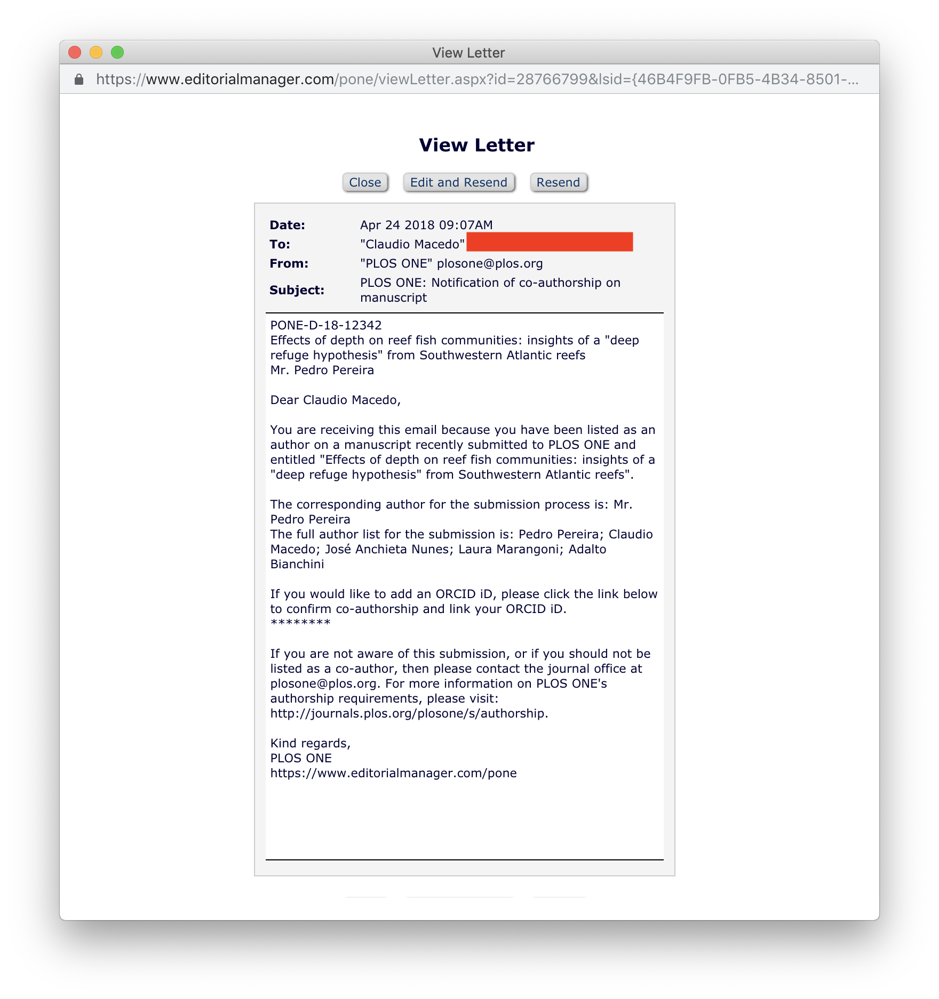 View Letter
https://www.editorialmanager.com/pone/viewLetter.aspx?id=28766799&lsid={46B4F9FB-0FB5-4B34-8501-...
View Letter
Close Edit and Resend Resend
Date: Apr 24 2018 09:07AM
To: "Claudio Macedo"
From: "PLOS ONE" plosone@plos.org
Subject: PLOS ONE: Notification of co-authorship on
manuscript
PONE-D-18-12342
Effects of depth on reef fish communities: insights of a "deep
refuge hypothesis" from Southwestern Atlantic reefs
Mr. Pedro Pereira
Dear Claudio Macedo,
You are receiving this email because you have been listed as an
author on a manuscript recently submitted to PLOS ONE and
entitled "Effects of depth on reef fish communities: insights of a
"deep refuge hypothesis" from Southwestern Atlantic reefs".
The corresponding author for the submission process is: Mr.
Pedro Pereira
The full author list for the submission is: Pedro Pereira; Claudio
Macedo; José Anchieta Nunes; Laura Marangoni; Adalto
Bianchini
If you would like to add an ORCID iD, please click the link below
to confirm co-authorship and link your ORCID iD.
********
If you are not aware of this submission, or if you should not be
listed as a co-author, then please contact the journal office at
plosone@plos.org. For more information on PLOS ONE's
authorship requirements, please visit:
http://journals.plos.org/plosone/s/authorship.
Kind regards,
PLOS ONE
https://www.editorialmanager.com/pone